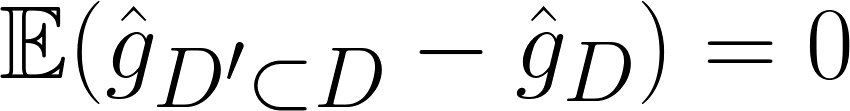 𝔼(ĝ_{D′⊂D} − ĝ_D) = 0